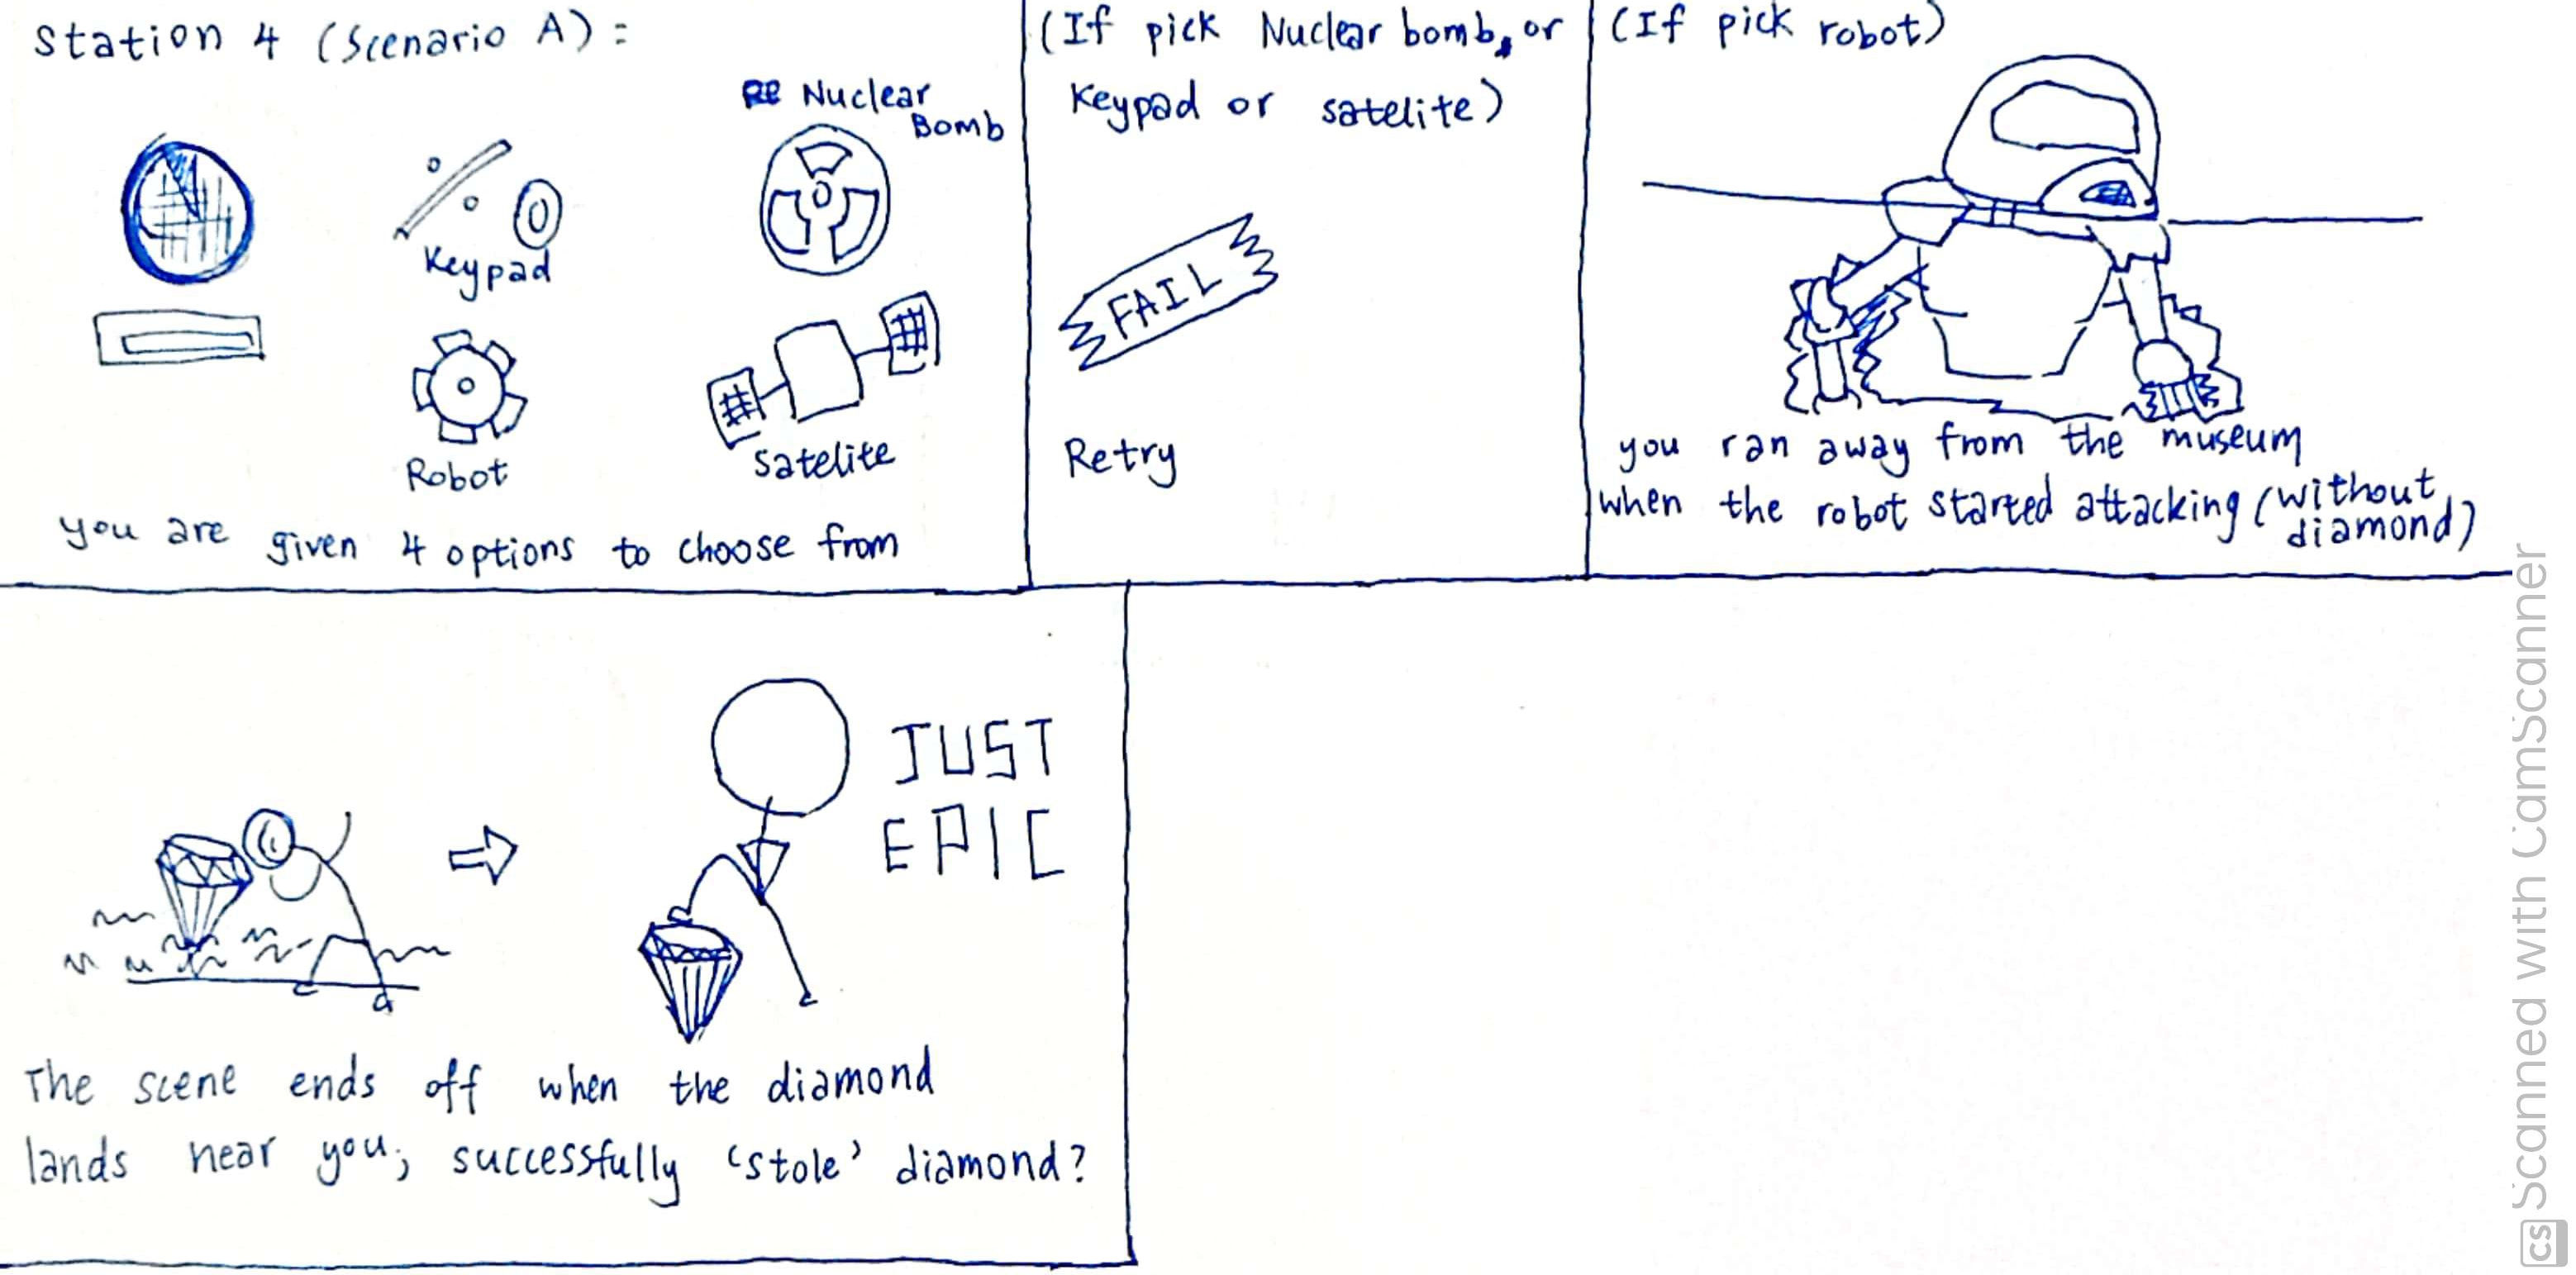 Station 4 (Scenario A):
Nuclear
Bomb
Keypad
Robot
Satelite
you are given 4 options to choose from
(If pick Nuclear bomb, or
Keypad or satelite)
FAIL
Retry
(If pick robot)
you ran away from the museum
when the robot started attacking (without
diamond)
JUST
EPIC
The scene ends off when the diamond
lands near you; successfully 'stole' diamond?
CS Scanned with CamScanner